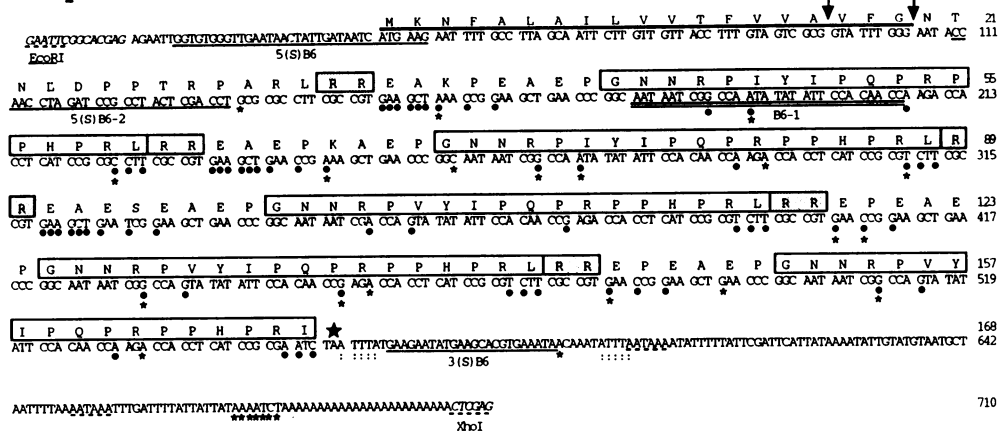 M K N F A L A I L V V T F V V A V F G N T 21
GAATTCGGCACGAG AGAATTGGTGTGGGTTGAATAACTATTGATAATC ATG AAG AAT TTT GCC TTA GCA ATT CTT GTT GTT ACC TTT GTA GTC GCG GTA TTT GGG AAT ACC 111
EcoRI 5(S)B6
N L D P P T R P A R L R R E A K P E A E P G N N R P I Y I P Q P R P 55
AAC CTA GAT CCG CCT ACT CGA CCT GCG CGC CTT CGC CGT GAA GCT AAA CCG GAA GCT GAA CCC GGC AAT AAT CGG CCA ATA TAT ATT CCA CAA CCA AGA CCA 213
5(S)B6-2 B6-1
P H P R L R R E A E P K A E P G N N R P I Y I P Q P R P P H P R L R 89
CCT CAT CCG CGC CTT CGC CGT GAA GCT GAA CCG AAA GCT GAA CCC GGC AAT AAT CGG CCA ATA TAT ATT CCA CAA CCA AGA CCA CCT CAT CCG CGT CTT CGC 315
R E A E S E A E P G N N R P V Y I P Q P R P P H P R L R R E P E A E 123
CGT GAA GCT GAA TCG GAA GCT GAA CCC GGC AAT AAT CGA CCA GTA TAT ATT CCA CAA CCG AGA CCA CCT CAT CCG CGT CTT CGC CGT GAA CCG GAA GCT GAA 417
P G N N R P V Y I P Q P R P P H P R L R R E P E A E P G N N R P V Y 157
CCC GGC AAT AAT CGG CCA GTA TAT ATT CCA CAA CCG AGA CCA CCT CAT CCG CGT CTT CGC CGT GAA CCG GAA GCT GAA CCC GGC AAT AAT CGG CCA GTA TAT 519
I P Q P R P P H P R I ★ 168
ATT CCA CAA CCA AGA CCA CCT CAT CCG CGA ATC TAA TTTATGAAGAATATGAAGCACGTGAAATAACAAATATTTAATAAAATATTTTTATTCGATTCATTATAAAATATTGTATGTAATGCT 642
3(S)B6
AATTTTAAAATAAATTTGATTTTATTATTATAAAATCTAAAAAAAAAAAAAAAAAAAAAAAACTCGAG 710
XhoI